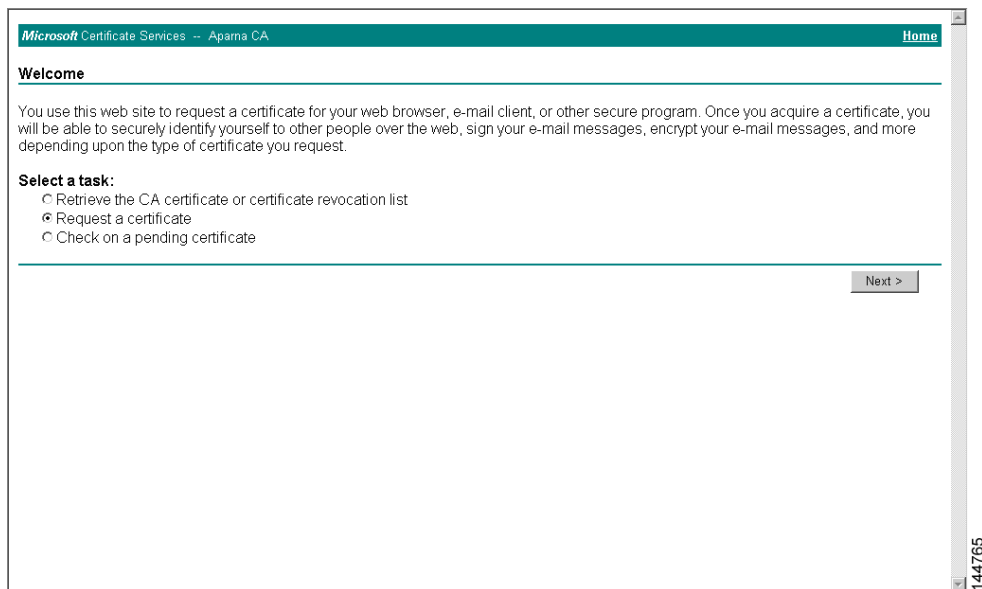 Microsoft Certificate Services -- Aparna CA Home
Welcome
You use this web site to request a certificate for your web browser, e-mail client, or other secure program. Once you acquire a certificate, you
will be able to securely identify yourself to other people over the web, sign your e-mail messages, encrypt your e-mail messages, and more
depending upon the type of certificate you request.
Select a task:
Retrieve the CA certificate or certificate revocation list
Request a certificate
Check on a pending certificate
Next >
144765